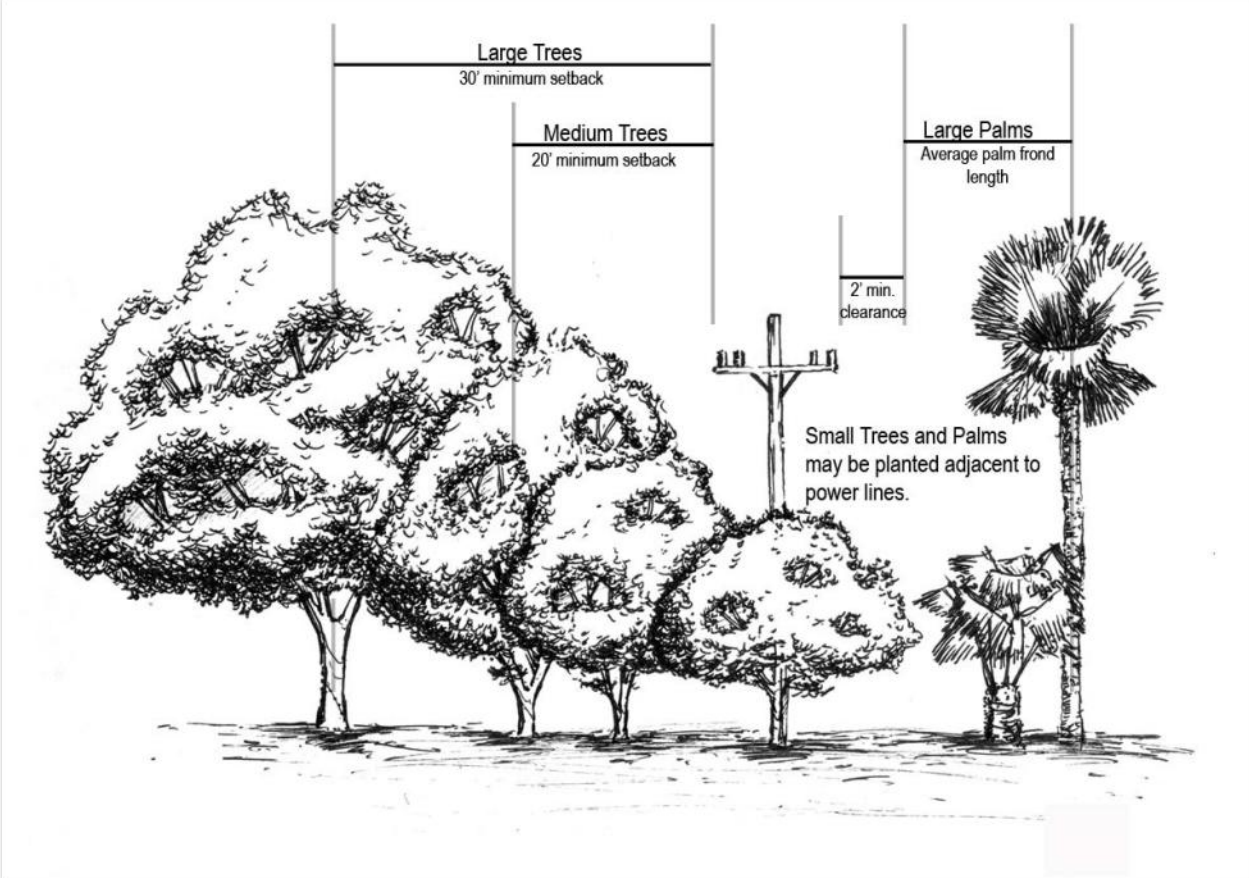 Large Trees
30' minimum setback
Medium Trees
20' minimum setback
Large Palms
Average palm frond
length
2' min.
clearance
Small Trees and Palms
may be planted adjacent to
power lines.